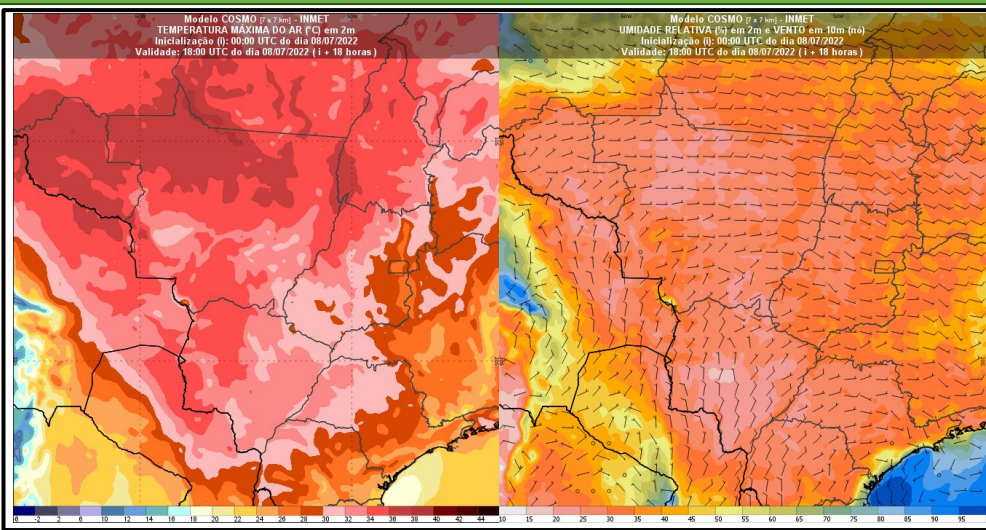 Modelo COSMO [7 x 7 km] - INMET
TEMPERATURA MÁXIMA DO AR (°C) em 2m
Inicialização (i): 00:00 UTC do dia 08/07/2022
Validade: 18:00 UTC do dia 08/07/2022 ( i + 18 horas )
6 -2 2 6 10 12 14 16 18 20 22 24 26 28 30 32 34 36 38 40 42 44
Modelo COSMO [7 x 7 km] - INMET
UMIDADE RELATIVA (%) em 2m e VENTO em 10m (nó)
Inicialização (i): 00:00 UTC do dia 08/07/2022
Validade: 18:00 UTC do dia 08/07/2022 ( i + 18 horas )
10 15 20 25 30 35 40 45 50 55 60 65 70 75 80 85 90 95